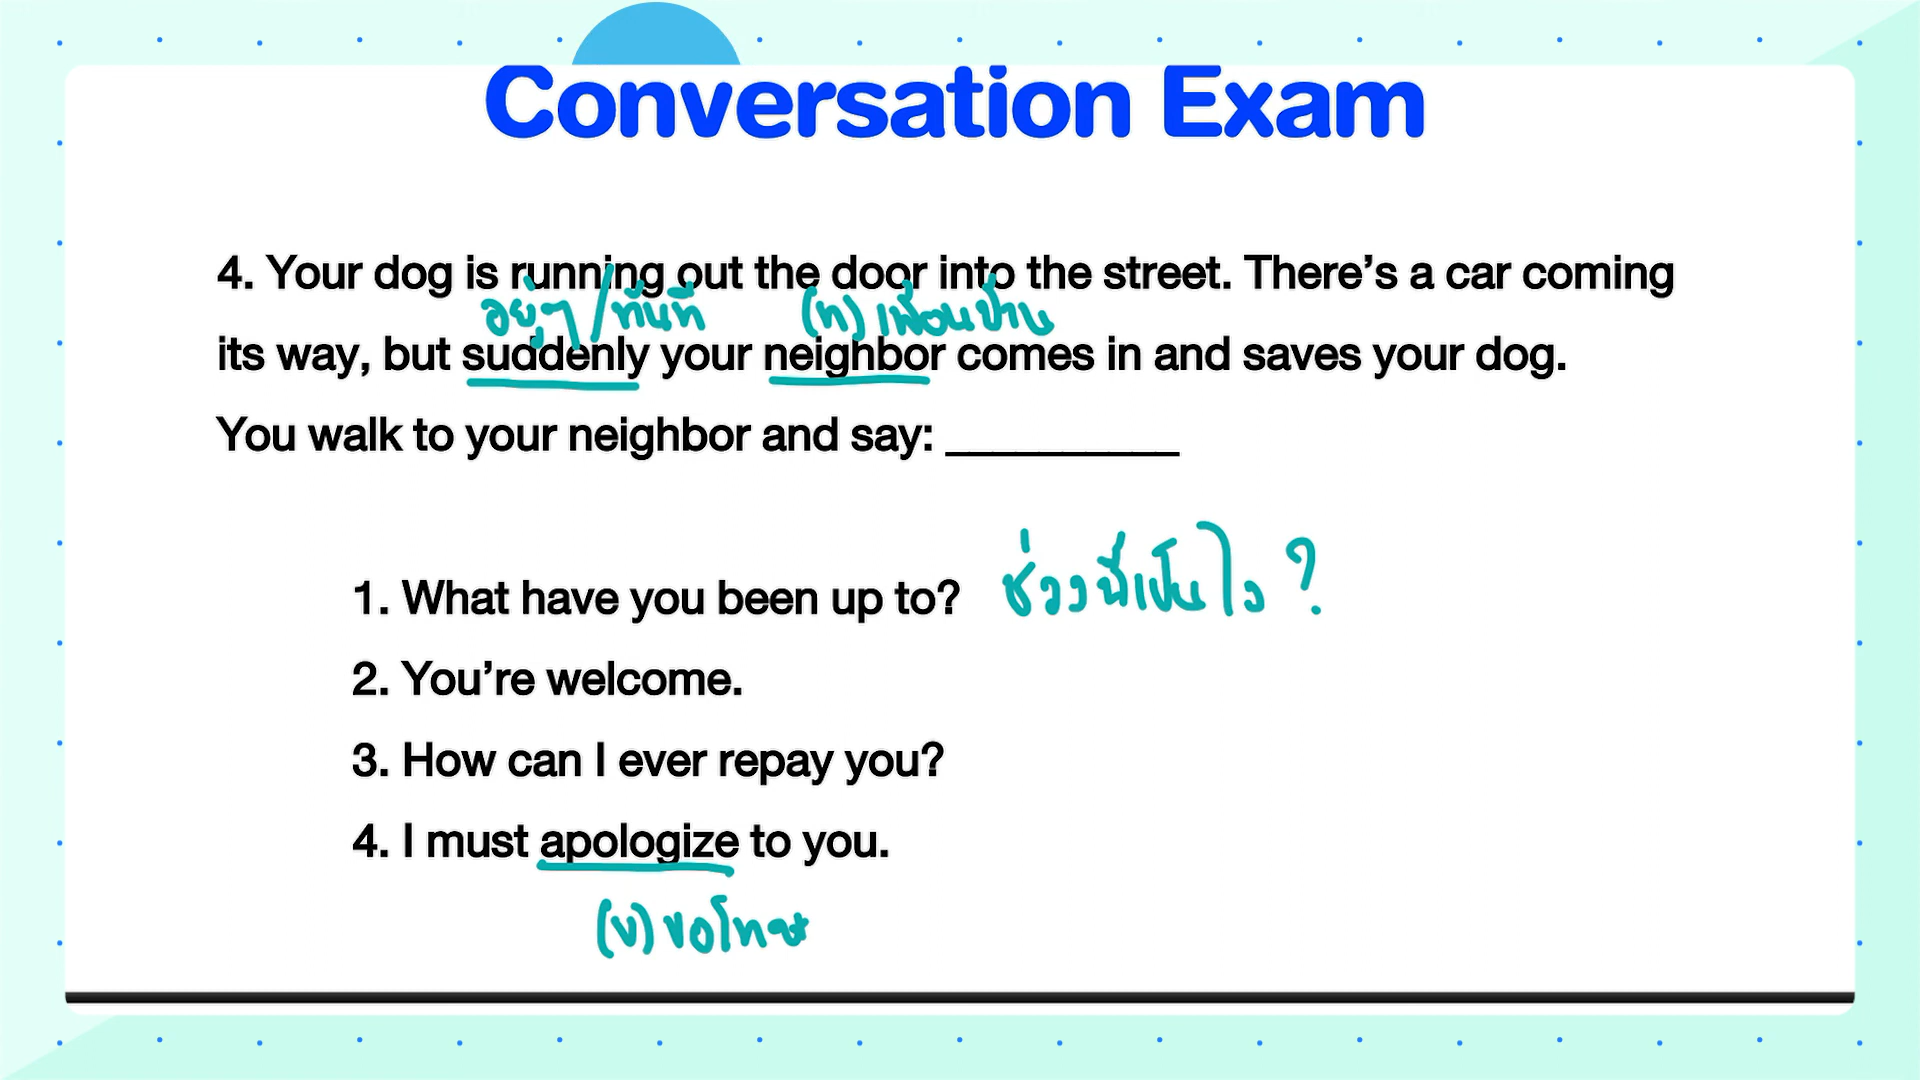 Conversation Exam
4. Your dog is running out the door into the street. There’s a car coming
อยู่ๆ/ทันที (n) เพื่อนบ้าน
its way, but suddenly your neighbor comes in and saves your dog.
You walk to your neighbor and say: __________
1. What have you been up to? ช่วงนี้เป็นไง?
2. You’re welcome.
3. How can I ever repay you?
4. I must apologize to you.
(v) ขอโทษ